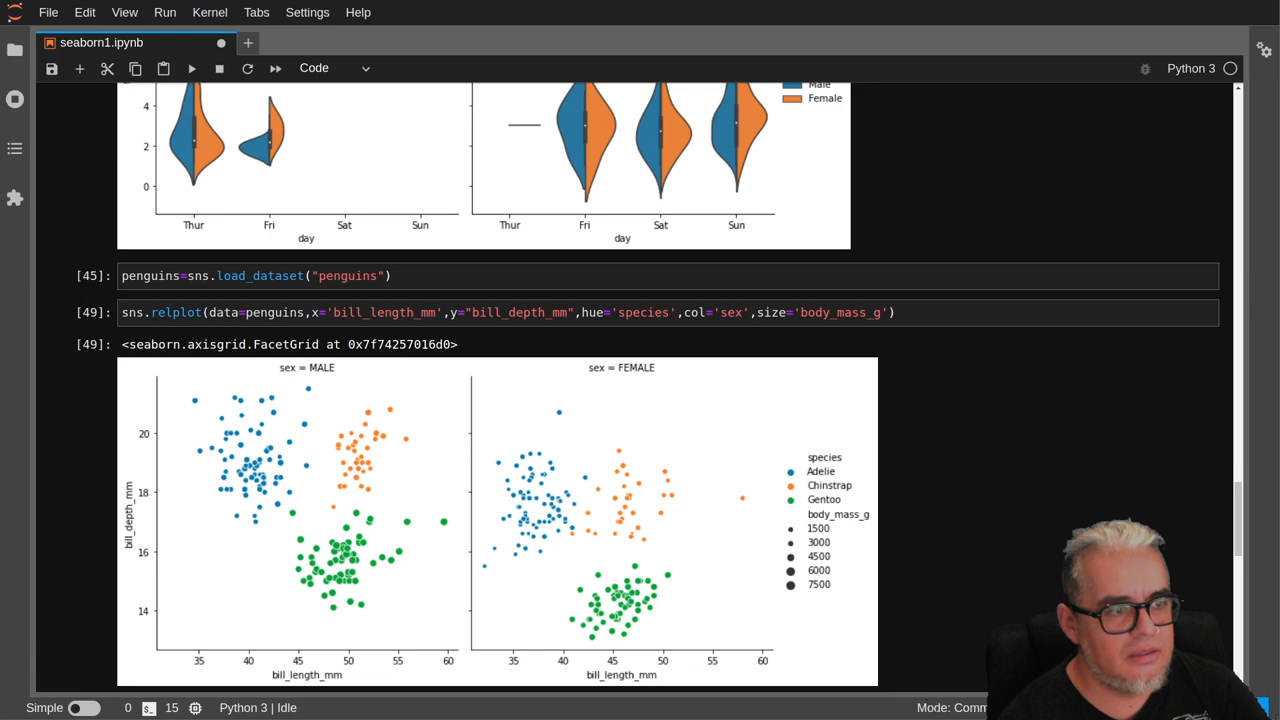 File Edit View Run Kernel Tabs Settings Help
seaborn1.ipynb
Code
Python 3
4
2
0
Thur Fri Sat Sun
day
Thur Fri Sat Sun
day
Male
Female
[45]: penguins=sns.load_dataset("penguins")
[49]: sns.relplot(data=penguins,x='bill_length_mm',y="bill_depth_mm",hue='species',col='sex',size='body_mass_g')
[49]: <seaborn.axisgrid.FacetGrid at 0x7f74257016d0>
sex = MALE
sex = FEMALE
20
18
16
14
bill_depth_mm
35 40 45 50 55 60
bill_length_mm
35 40 45 50 55 60
bill_length_mm
species
Adelie
Chinstrap
Gentoo
body_mass_g
1500
3000
4500
6000
7500
Simple 0 $_ 15 Python 3 | Idle
Mode: